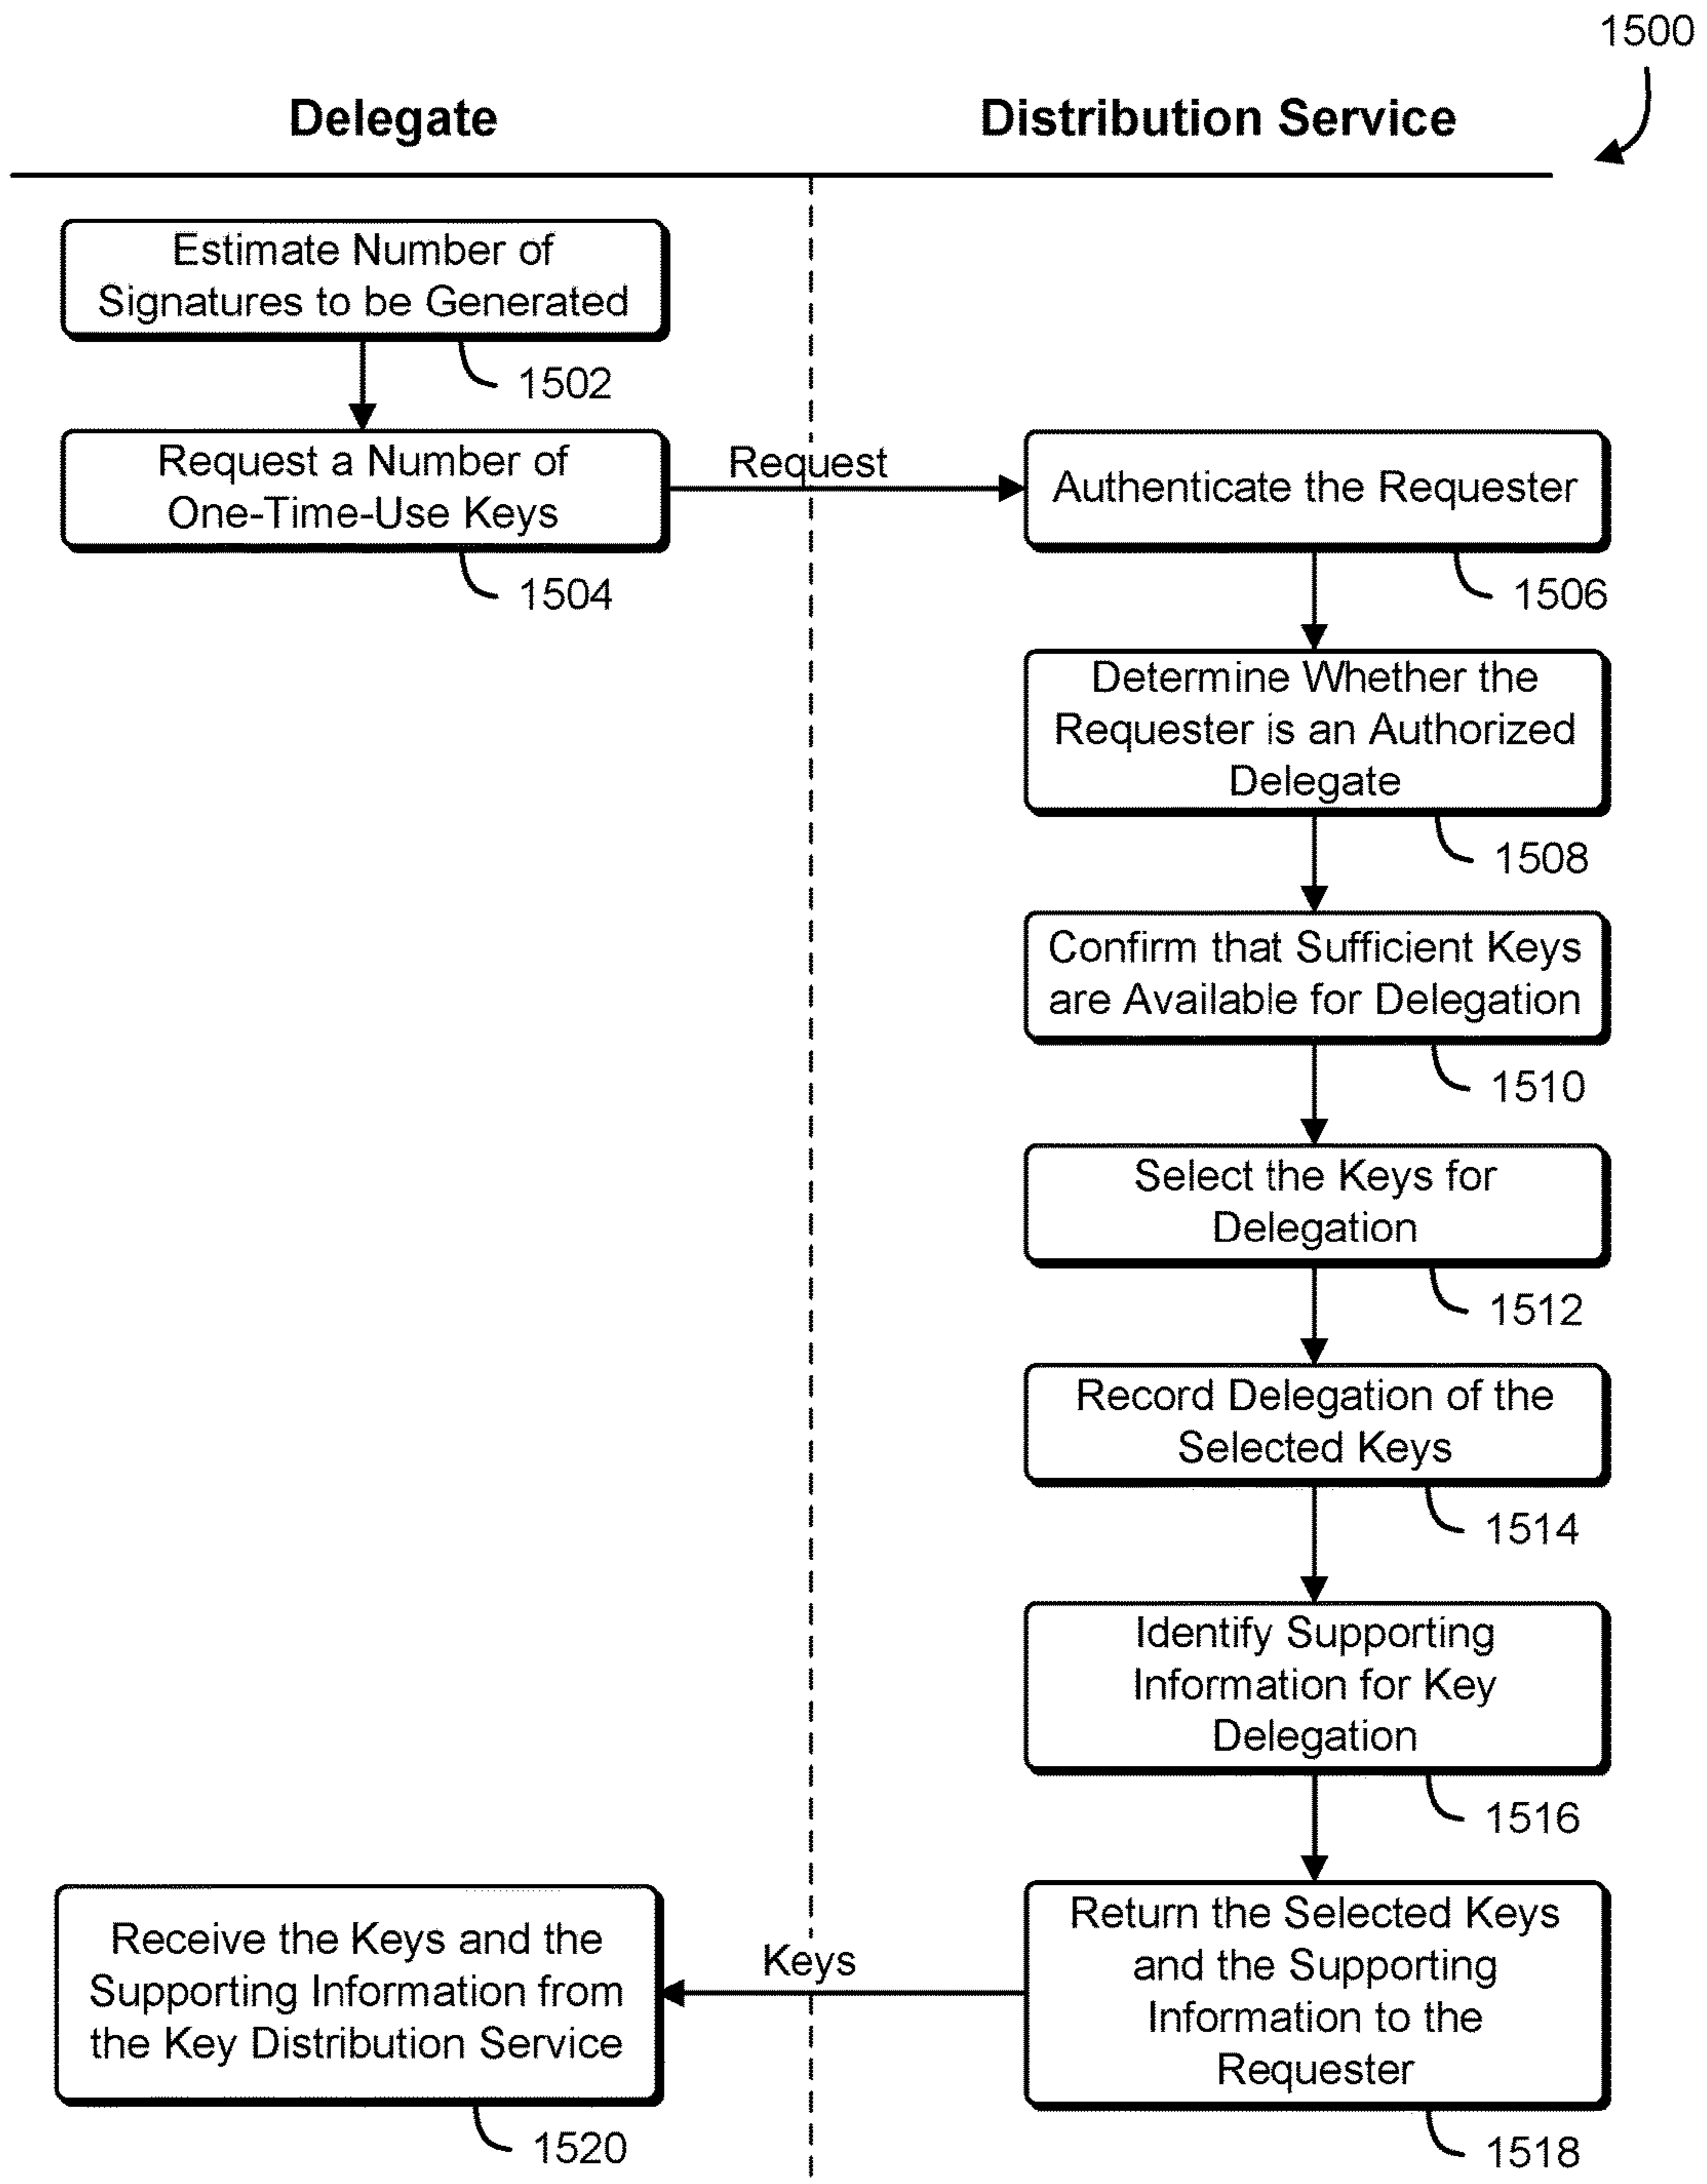 1500
Delegate
Distribution Service
Estimate Number of
Signatures to be Generated
1502
Request a Number of
One-Time-Use Keys
1504
Request
Authenticate the Requester
1506
Determine Whether the
Requester is an Authorized
Delegate
1508
Confirm that Sufficient Keys
are Available for Delegation
1510
Select the Keys for
Delegation
1512
Record Delegation of the
Selected Keys
1514
Identify Supporting
Information for Key
Delegation
1516
Return the Selected Keys
and the Supporting
Information to the
Requester
1518
Keys
Receive the Keys and the
Supporting Information from
the Key Distribution Service
1520